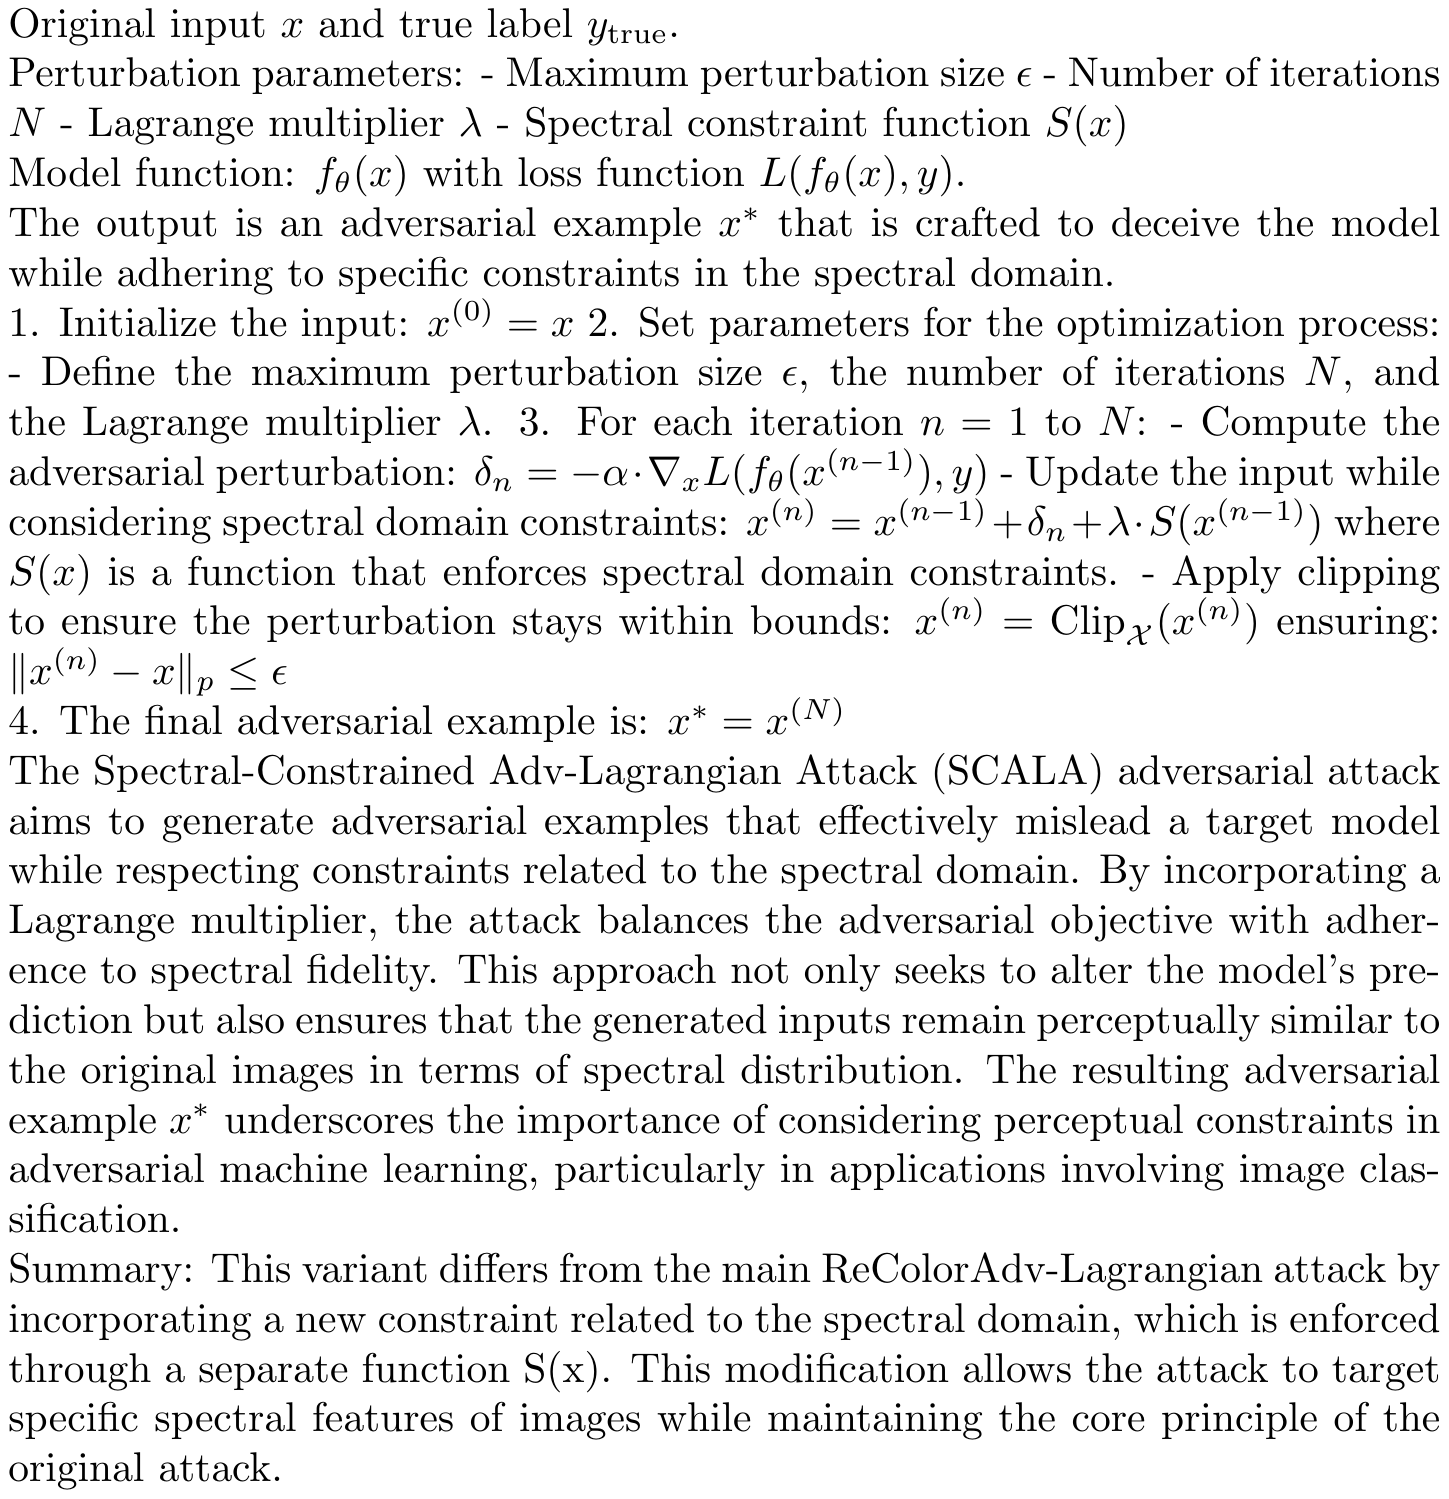 Original input $x$ and true label $y_{\text{true}}$.
Perturbation parameters: - Maximum perturbation size $\epsilon$ - Number of iterations
$N$ - Lagrange multiplier $\lambda$ - Spectral constraint function $S(x)$
Model function: $f_\theta(x)$ with loss function $L(f_\theta(x), y)$.
The output is an adversarial example $x^*$ that is crafted to deceive the model
while adhering to specific constraints in the spectral domain.
1. Initialize the input: $x^{(0)} = x$ 2. Set parameters for the optimization process:
- Define the maximum perturbation size $\epsilon$, the number of iterations $N$, and
the Lagrange multiplier $\lambda$. 3. For each iteration $n = 1$ to $N$: - Compute the
adversarial perturbation: $\delta_n = -\alpha \cdot \nabla_x L(f_\theta(x^{(n-1)}), y)$ - Update the input while
considering spectral domain constraints: $x^{(n)} = x^{(n-1)} + \delta_n + \lambda \cdot S(x^{(n-1)})$ where
$S(x)$ is a function that enforces spectral domain constraints. - Apply clipping
to ensure the perturbation stays within bounds: $x^{(n)} = \text{Clip}_{\mathcal{X}}(x^{(n)})$ ensuring:
$\|x^{(n)} - x\|_p \leq \epsilon$
4. The final adversarial example is: $x^* = x^{(N)}$
The Spectral-Constrained Adv-Lagrangian Attack (SCALA) adversarial attack
aims to generate adversarial examples that effectively mislead a target model
while respecting constraints related to the spectral domain. By incorporating a
Lagrange multiplier, the attack balances the adversarial objective with adher-
ence to spectral fidelity. This approach not only seeks to alter the model's pre-
diction but also ensures that the generated inputs remain perceptually similar to
the original images in terms of spectral distribution. The resulting adversarial
example $x^*$ underscores the importance of considering perceptual constraints in
adversarial machine learning, particularly in applications involving image clas-
sification.
Summary: This variant differs from the main ReColorAdv-Lagrangian attack by
incorporating a new constraint related to the spectral domain, which is enforced
through a separate function S(x). This modification allows the attack to target
specific spectral features of images while maintaining the core principle of the
original attack.